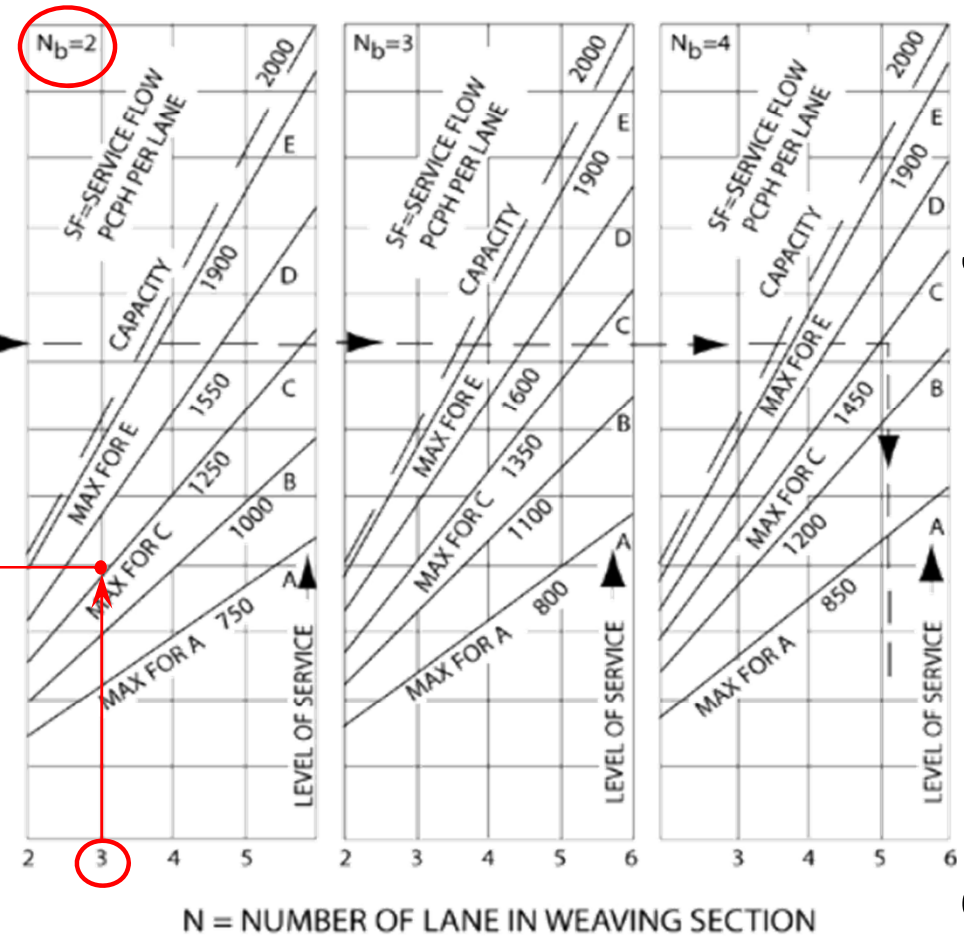 N_b=2
2000
SF=SERVICE FLOW
PCPH PER LANE
E
CAPACITY
1900
D
MAX FOR E
1550
C
1250
B
MAX FOR C
1000
A
750
MAX FOR A
LEVEL OF SERVICE
2 3 4 5
N_b=3
2000
SF=SERVICE FLOW
PCPH PER LANE
E
1900
CAPACITY
D
C
MAX FOR E
1600
B
1350
MAX FOR C
1100
A
800
MAX FOR A
LEVEL OF SERVICE
2 3 4 5 6
N_b=4
2000
SF=SERVICE FLOW
PCPH PER LANE
E
1900
D
CAPACITY
C
MAX FOR E
B
1450
MAX FOR C
1200
A
850
MAX FOR A
LEVEL OF SERVICE
3 4 5 6
N = NUMBER OF LANE IN WEAVING SECTION